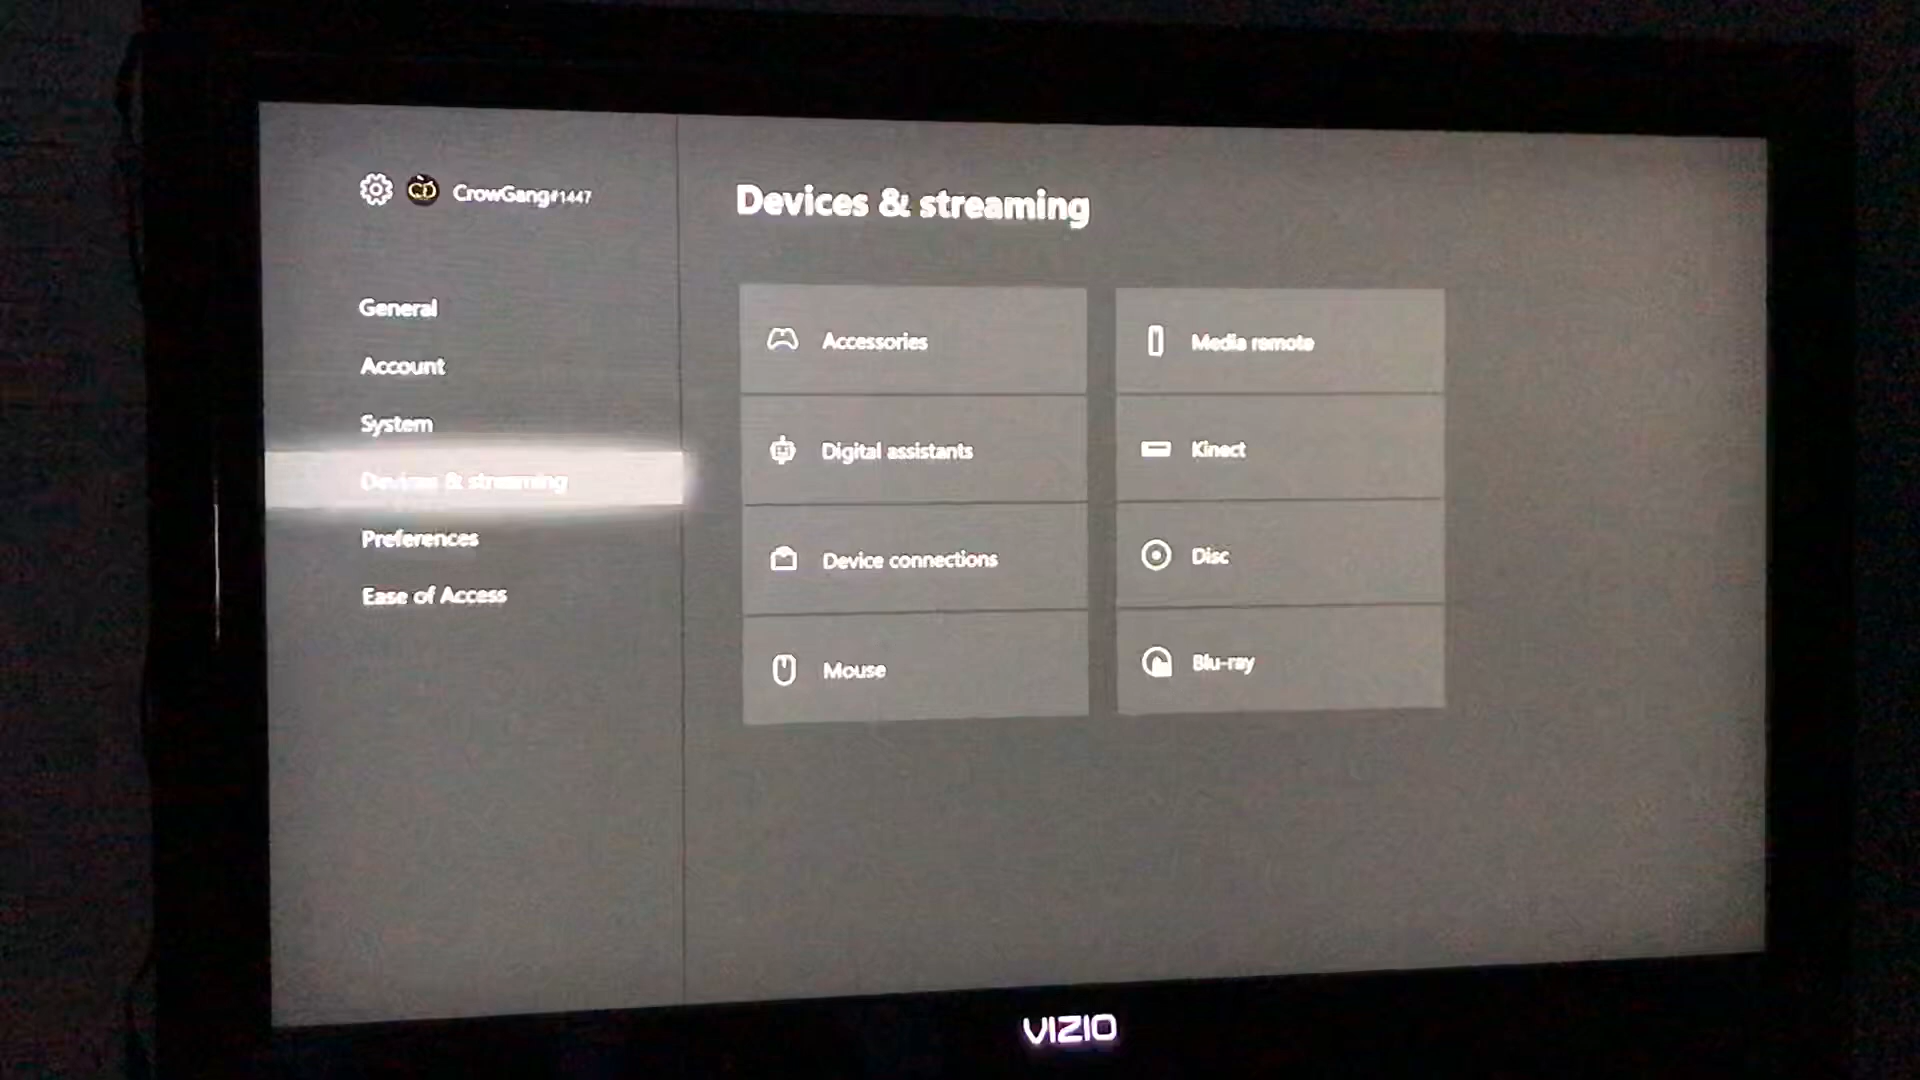 CrowGang#1447
General
Account
System
Devices & streaming
Preferences
Ease of Access
Devices & streaming
Accessories
Digital assistants
Device connections
Mouse
Media remote
Kinect
Disc
Blu-ray
VIZIO